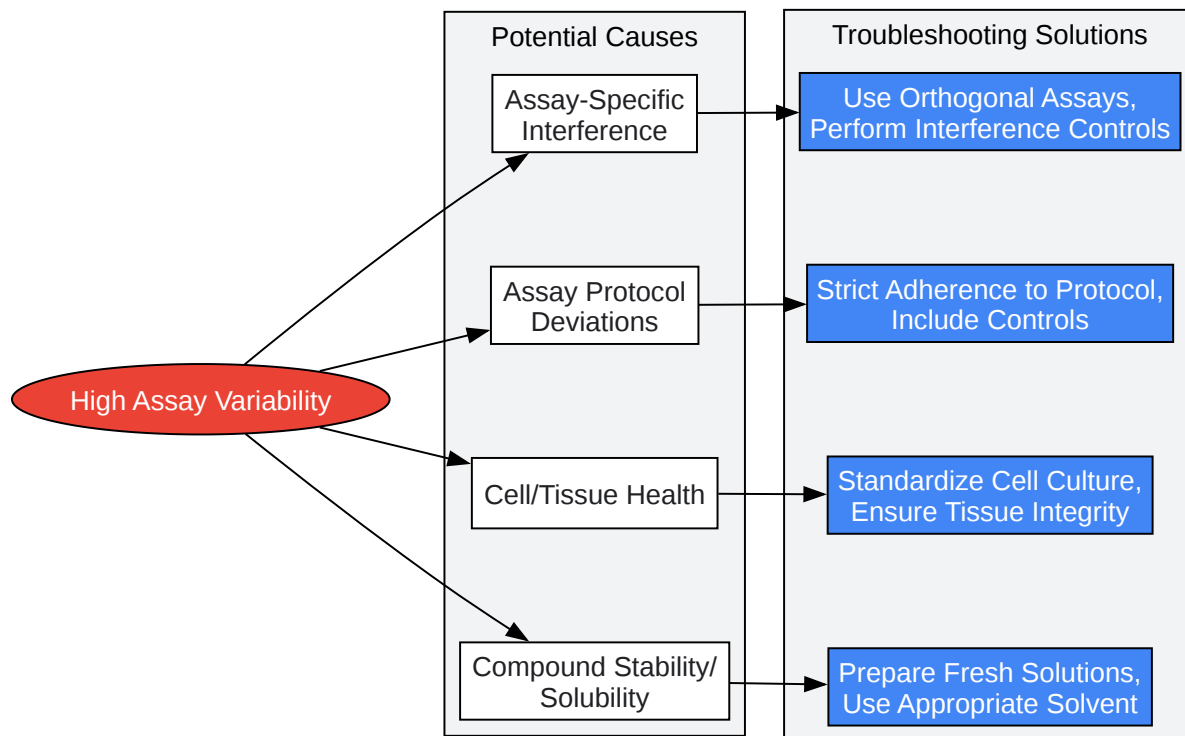 Potential Causes
Troubleshooting Solutions
Assay-Specific
Interference
Use Orthogonal Assays,
Perform Interference Controls
Assay Protocol
Deviations
Strict Adherence to Protocol,
Include Controls
High Assay Variability
Cell/Tissue Health
Standardize Cell Culture,
Ensure Tissue Integrity
Compound Stability/
Solubility
Prepare Fresh Solutions,
Use Appropriate Solvent